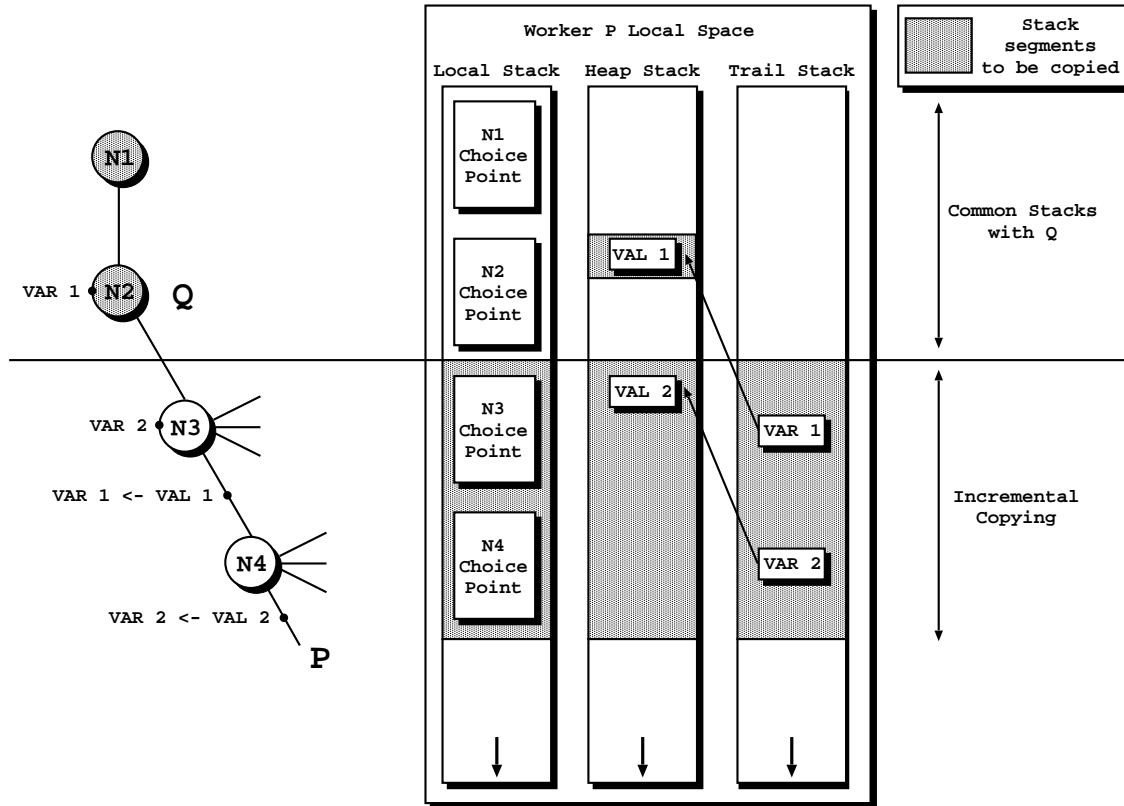 Worker P Local Space
Local Stack
Heap Stack
Trail Stack
Stack
segments
to be copied
N1
N2
VAR 1
Q
N3
VAR 2
VAR 1 <- VAL 1
N4
VAR 2 <- VAL 2
P
N1
Choice
Point
N2
Choice
Point
N3
Choice
Point
N4
Choice
Point
VAL 1
VAL 2
VAR 1
VAR 2
Common Stacks
with Q
Incremental
Copying